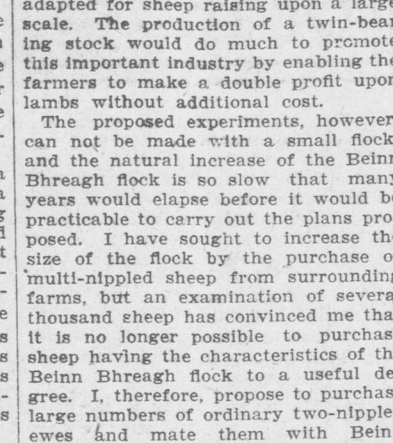 adapted for sheep raising upon a large
scale. The production of a twin-bear
ing stock would do much to promote
this important industry by enabling the
farmers to make a double profit upon
lambs without additional cost.
The proposed experiments, however
can not be made with a small flock
and the natural increase of the Beinn
Bhreagh flock is so slow that many
years would elapse before it would be
practicable to carry out the plans pro
posed. I have sought to increase th
size of the flock by the purchase o
multi-nippled sheep from surrounding
farms, but an examination of severa
thousand sheep has convinced me tha
it is no longer possible to purchas
sheep having the characteristics of th
Beinn Bhreagh flock to a useful de
gree. I, therefore, propose to purchas
large numbers of ordinary two-nipple
ewes and mate them with Bein